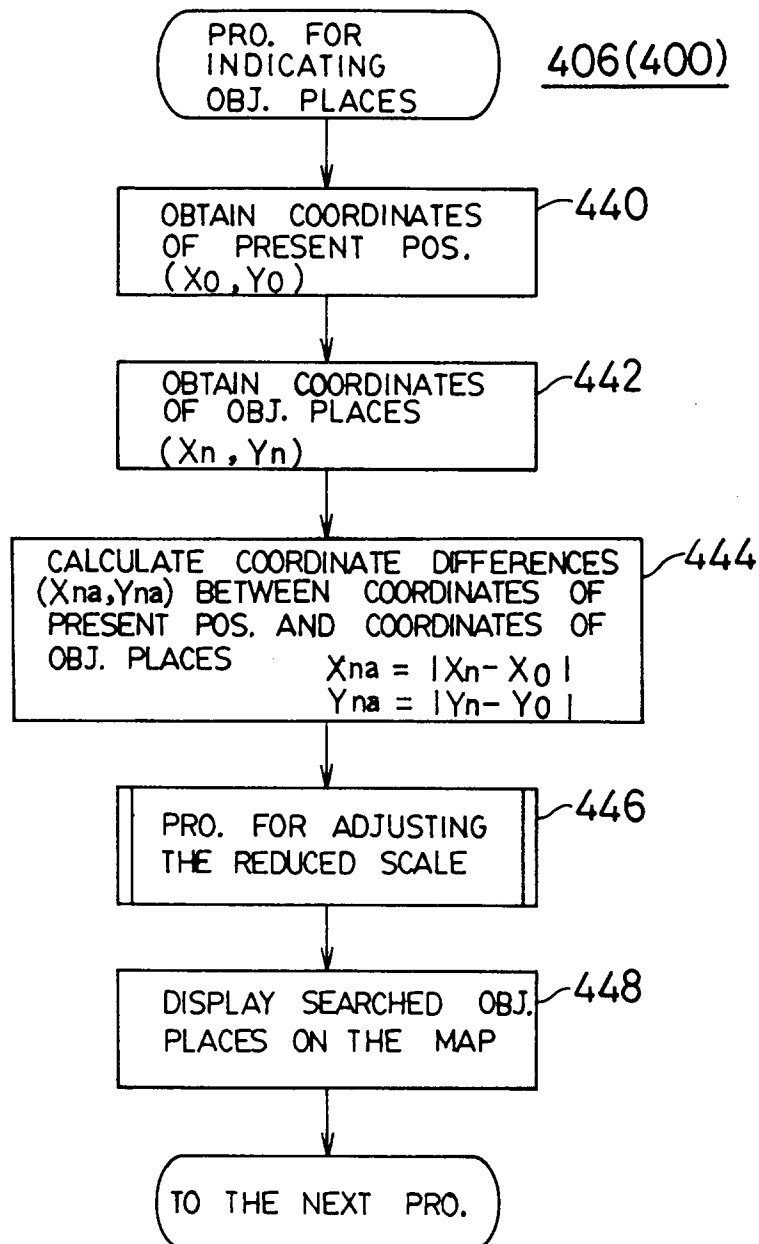 PRO. FOR
INDICATING
OBJ. PLACES
406(400)
440
OBTAIN COORDINATES
OF PRESENT POS.
(X0, Y0)
442
OBTAIN COORDINATES
OF OBJ. PLACES
(Xn, Yn)
444
CALCULATE COORDINATE DIFFERENCES
(Xna,Yna) BETWEEN COORDINATES OF
PRESENT POS. AND COORDINATES OF
OBJ. PLACES
Xna = |Xn- X0|
Yna = |Yn- Y0|
446
PRO. FOR ADJUSTING
THE REDUCED SCALE
448
DISPLAY SEARCHED OBJ.
PLACES ON THE MAP
TO THE NEXT PRO.